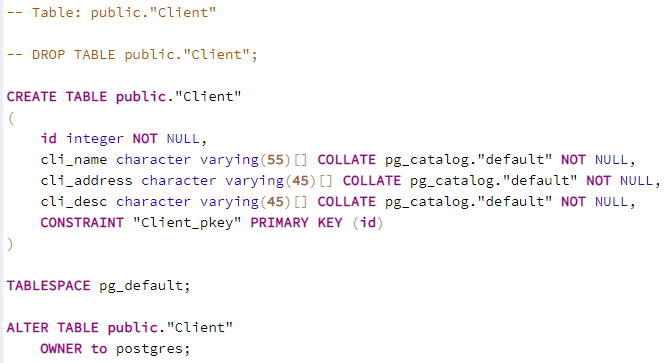 -- Table: public."Client"
-- DROP TABLE public."Client";
CREATE TABLE public."Client"
(
    id integer NOT NULL,
    cli_name character varying(55)[] COLLATE pg_catalog."default" NOT NULL,
    cli_address character varying(45)[] COLLATE pg_catalog."default" NOT NULL,
    cli_desc character varying(45)[] COLLATE pg_catalog."default" NOT NULL,
    CONSTRAINT "Client_pkey" PRIMARY KEY (id)
)
TABLESPACE pg_default;
ALTER TABLE public."Client"
    OWNER to postgres;